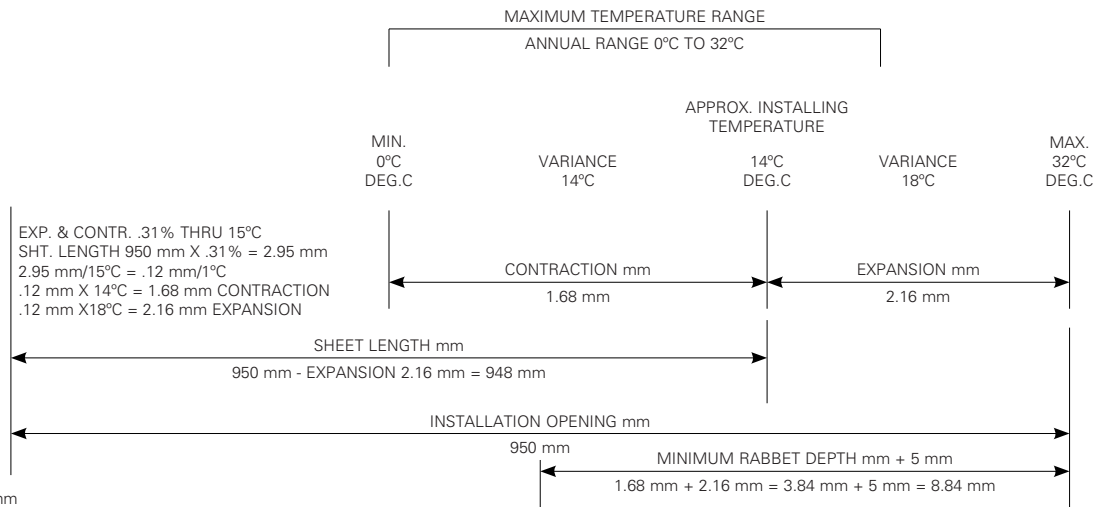 MAXIMUM TEMPERATURE RANGE
ANNUAL RANGE 0ºC TO 32ºC
MIN.
0ºC
DEG.C
VARIANCE
14ºC
APPROX. INSTALLING
TEMPERATURE
14ºC
DEG.C
VARIANCE
18ºC
MAX.
32ºC
DEG.C
EXP. & CONTR. .31% THRU 15ºC
SHT. LENGTH 950 mm X .31% = 2.95 mm
2.95 mm/15ºC = .12 mm/1ºC
.12 mm X 14ºC = 1.68 mm CONTRACTION
.12 mm X18ºC = 2.16 mm EXPANSION
CONTRACTION mm
1.68 mm
EXPANSION mm
2.16 mm
SHEET LENGTH mm
950 mm - EXPANSION 2.16 mm = 948 mm
INSTALLATION OPENING mm
950 mm
MINIMUM RABBET DEPTH mm + 5 mm
1.68 mm + 2.16 mm = 3.84 mm + 5 mm = 8.84 mm
mm